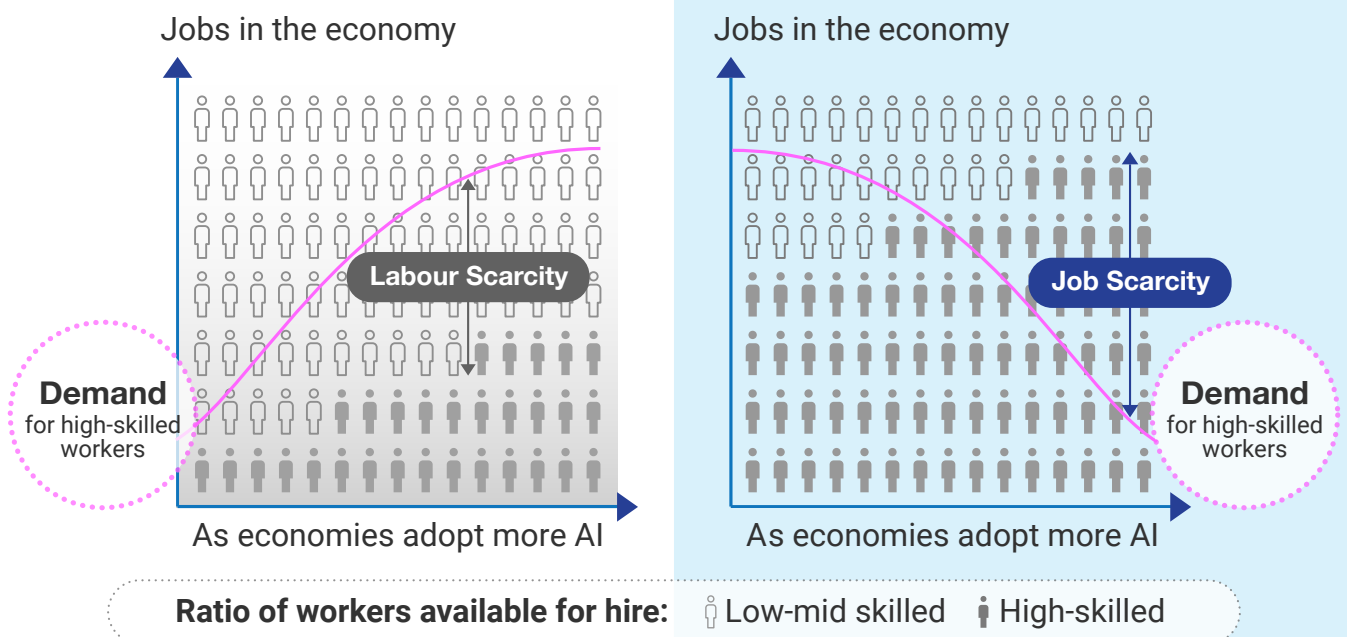 Jobs in the economy
Labour Scarcity
Demand
for high-skilled
workers
As economies adopt more AI
Jobs in the economy
Job Scarcity
Demand
for high-skilled
workers
As economies adopt more AI
Ratio of workers available for hire: Low-mid skilled High-skilled